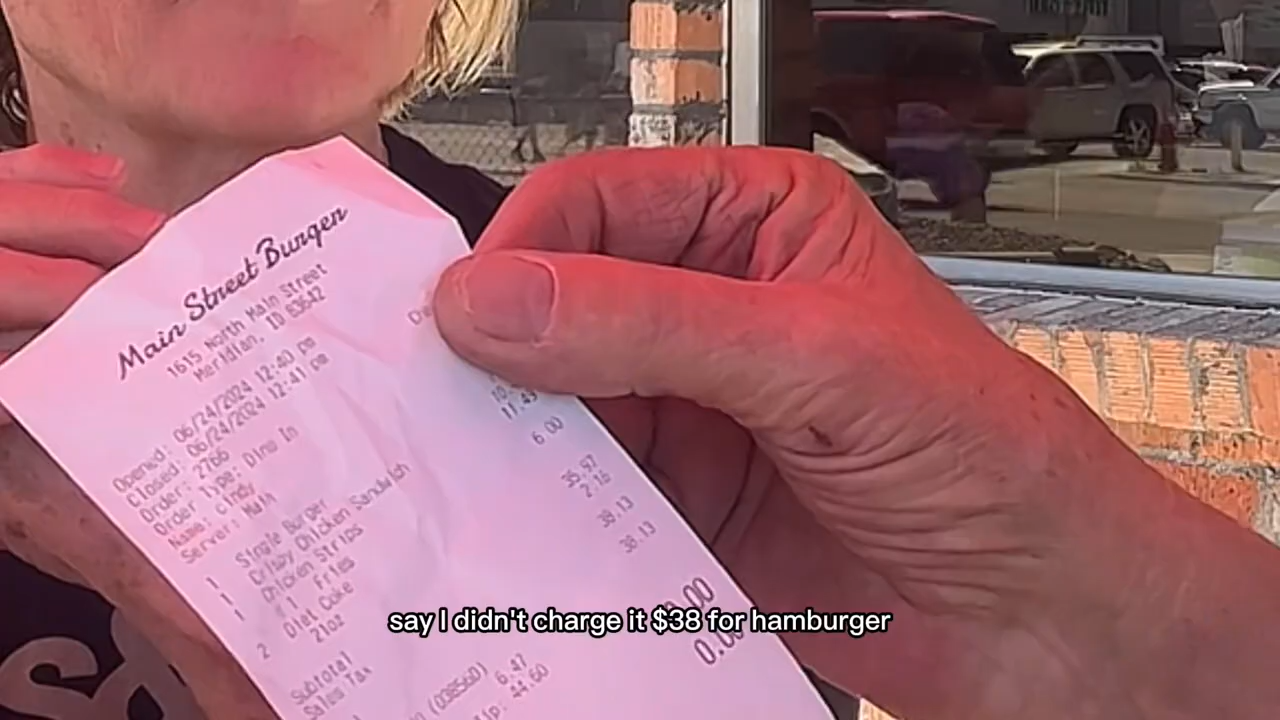 Main Street Burger
1615 North Main Street
Meridian, ID 83642
Opened: 06/24/2024 12:40 pm
Closed: 06/24/2024 12:41 pm
Order: 2766
Order Type: Dine In
Name: cindy
Server:
1 Single Burger
1 Crispy Chicken Sandwich
1 Chicken Strips
Fries
2 Diet Coke 6.00
21oz
Subtotal 35.97
Sales Tax 2.16
38.13
38.13
11.49
6.47
44.60
say I didn't charge it $38 for hamburger